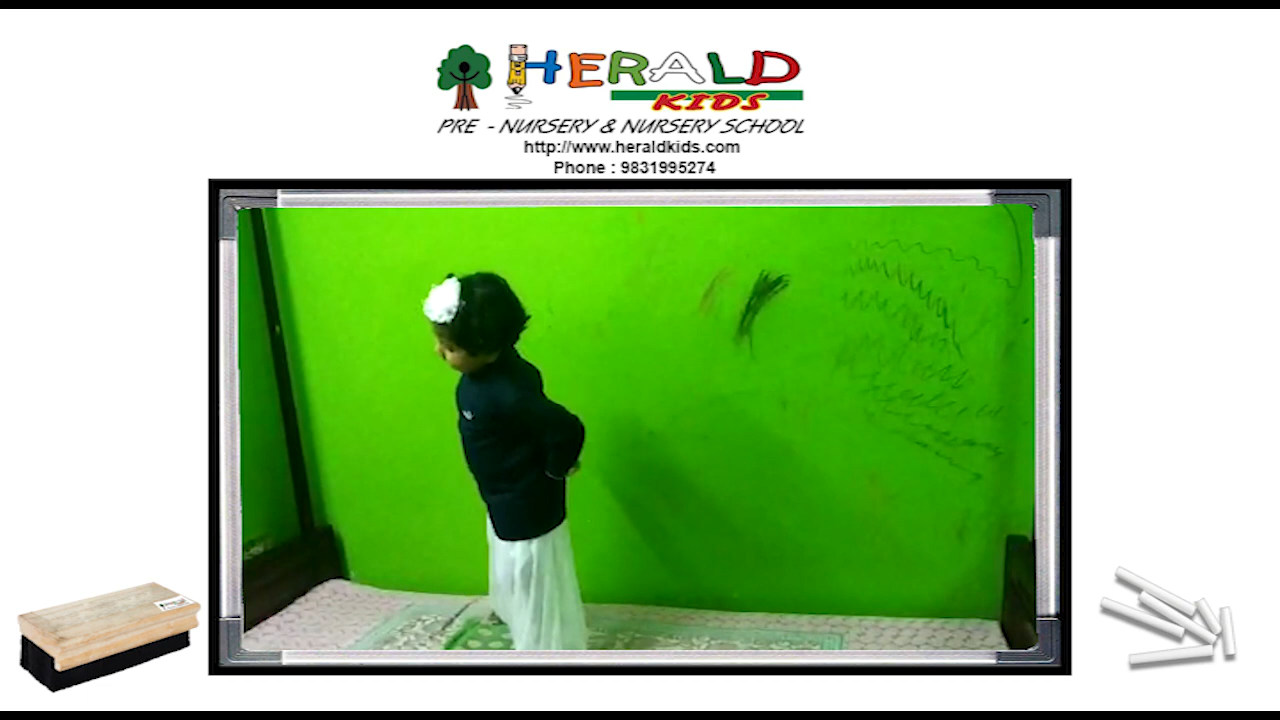 HERALD
KIDS
PRE - NURSERY & NURSERY SCHOOL
http://www.heraldkids.com
Phone : 9831995274